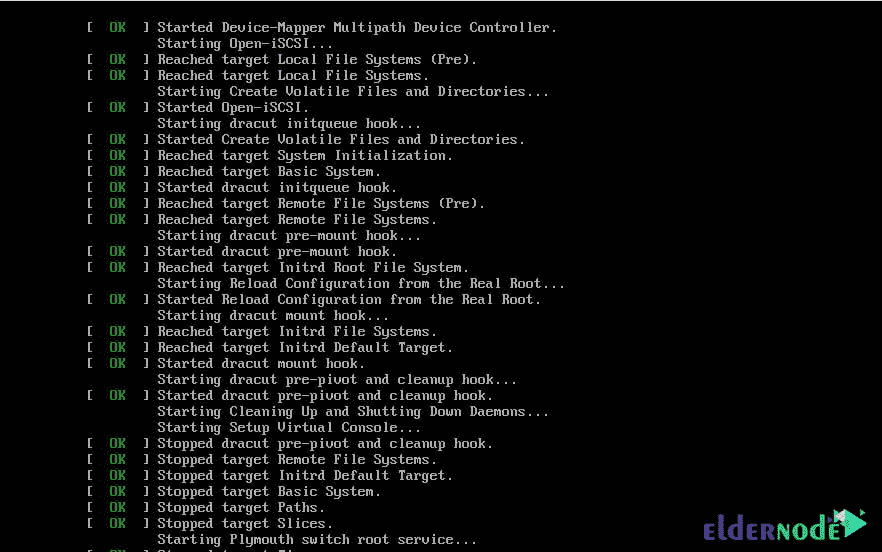 [  OK  ] Started Device-Mapper Multipath Device Controller.
Starting Open-iSCSI...
[  OK  ] Reached target Local File Systems (Pre).
[  OK  ] Reached target Local File Systems.
Starting Create Volatile Files and Directories...
[  OK  ] Started Open-iSCSI.
Starting dracut initqueue hook...
[  OK  ] Started Create Volatile Files and Directories.
[  OK  ] Reached target System Initialization.
[  OK  ] Reached target Basic System.
[  OK  ] Started dracut initqueue hook.
[  OK  ] Reached target Remote File Systems (Pre).
[  OK  ] Reached target Remote File Systems.
Starting dracut pre-mount hook...
[  OK  ] Started dracut pre-mount hook.
[  OK  ] Reached target Initrd Root File System.
Starting Reload Configuration from the Real Root...
[  OK  ] Started Reload Configuration from the Real Root.
Starting dracut mount hook...
[  OK  ] Reached target Initrd File Systems.
[  OK  ] Reached target Initrd Default Target.
[  OK  ] Started dracut mount hook.
Starting dracut pre-pivot and cleanup hook...
[  OK  ] Started dracut pre-pivot and cleanup hook.
Starting Cleaning Up and Shutting Down Daemons...
Starting Setup Virtual Console...
[  OK  ] Stopped dracut pre-pivot and cleanup hook.
[  OK  ] Stopped target Remote File Systems.
[  OK  ] Stopped target Initrd Default Target.
[  OK  ] Stopped target Basic System.
[  OK  ] Stopped target Paths.
[  OK  ] Stopped target Slices.
Starting Plymouth switch root service...
elderNode